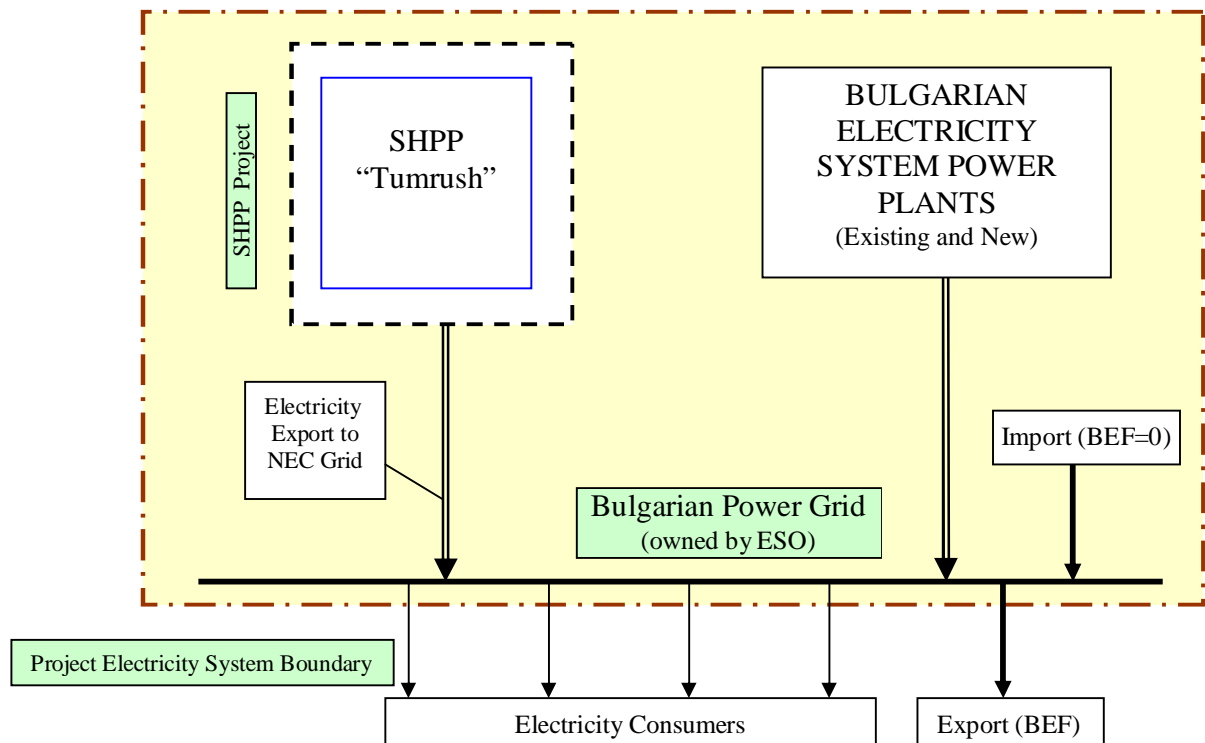 SHPP Project
SHPP
“Tumrush”
BULGARIAN
ELECTRICITY
SYSTEM POWER
PLANTS
(Existing and New)
Electricity
Export to
NEC Grid
Import (BEF=0)
Bulgarian Power Grid
(owned by ESO)
Project Electricity System Boundary
Electricity Consumers
Export (BEF)